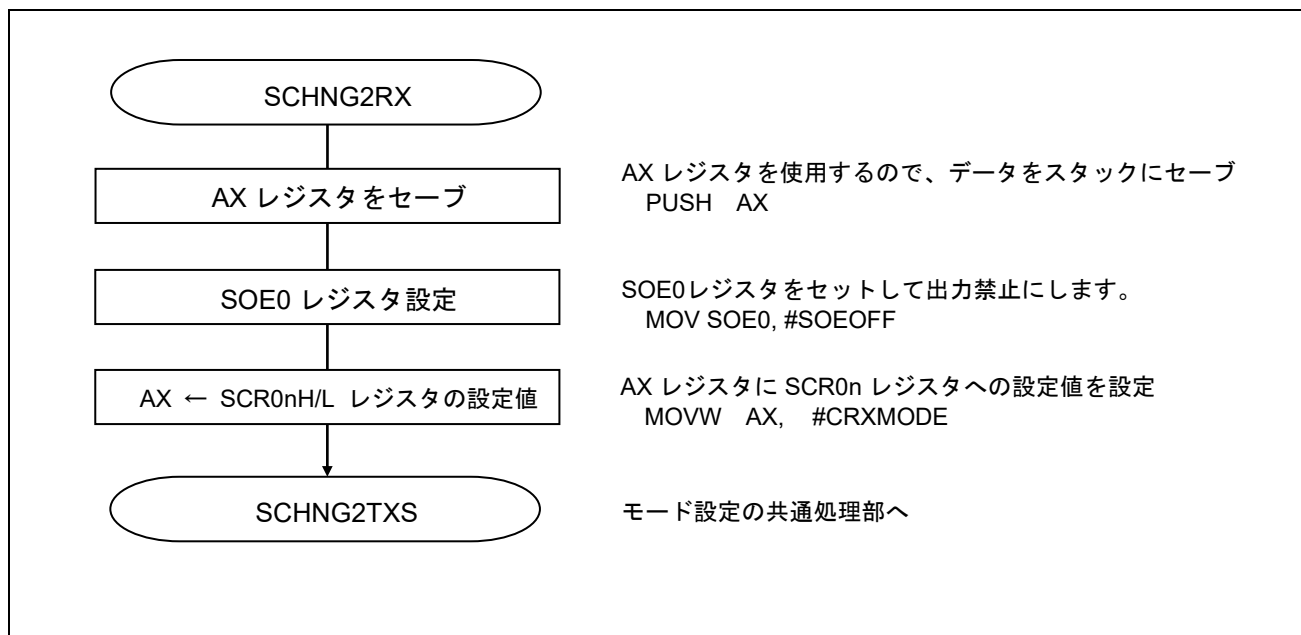 SCHNG2RX
AX レジスタをセーブ
AX レジスタを使用するので、データをスタックにセーブ
PUSH AX
SOE0 レジスタ設定
SOE0レジスタをセットして出力禁止にします。
MOV SOE0, #SOEOFF
AX ← SCR0nH/L レジスタの設定値
AX レジスタに SCR0n レジスタへの設定値を設定
MOVW AX, #CRXMODE
SCHNG2TXS
モード設定の共通処理部へ